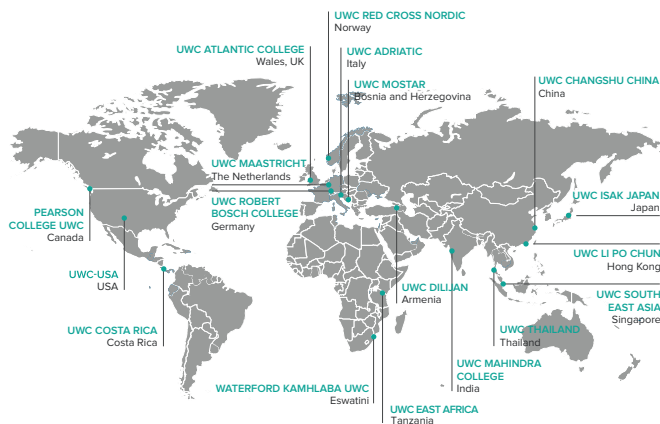 UWC RED CROSS NORDIC
Norway
UWC ATLANTIC COLLEGE
Wales, UK
UWC ADRIATIC
Italy
UWC MOSTAR
Bosnia and Herzegovina
UWC CHANGSHU CHINA
China
UWC MAASTRICHT
The Netherlands
UWC ROBERT
BOSCH COLLEGE
Germany
UWC ISAK JAPAN
Japan
PEARSON
COLLEGE UWC
Canada
UWC LI PO CHUN
Hong Kong
UWC-USA
USA
UWC DILIJAN
Armenia
UWC SOUTH
EAST ASIA
Singapore
UWC COSTA RICA
Costa Rica
UWC THAILAND
Thailand
UWC MAHINDRA
COLLEGE
India
WATERFORD KAMHLABA UWC
Eswatini
UWC EAST AFRICA
Tanzania